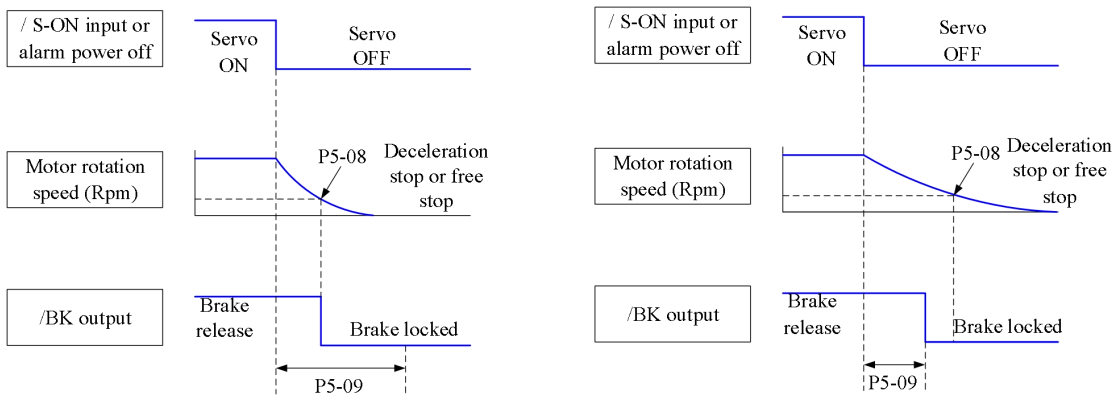 / S-ON input or
alarm power off
Servo
ON
Servo
OFF
Motor rotation
speed (Rpm)
P5-08
Deceleration
stop or free
stop
/BK output
Brake
release
Brake locked
P5-09
/ S-ON input or
alarm power off
Servo
ON
Servo
OFF
Motor rotation
speed (Rpm)
P5-08
Deceleration
stop or free
stop
/BK output
Brake
release
Brake locked
P5-09